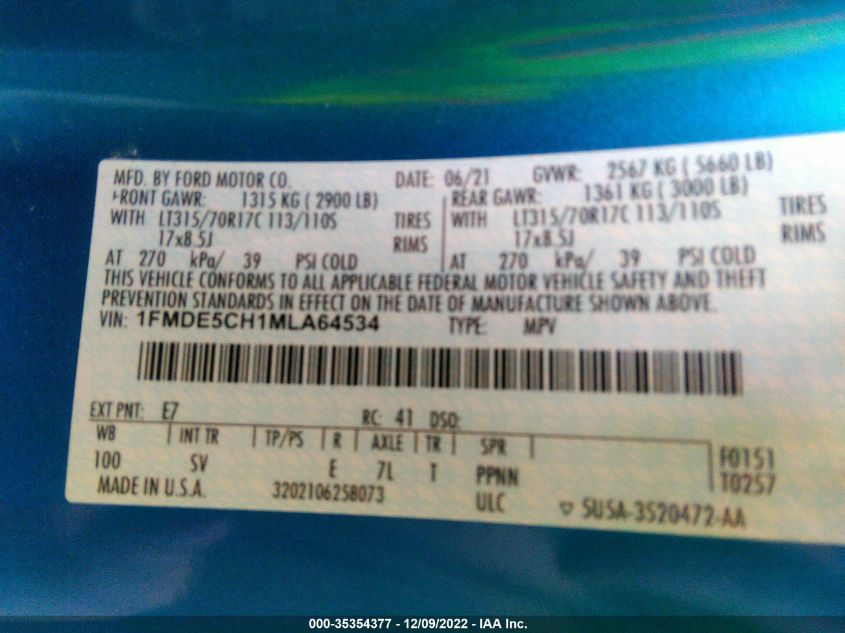 MFD. BY FORD MOTOR CO. DATE: 06/21 GVWR: 2567 KG ( 5660 LB)
FRONT GAWR: 1315 KG ( 2900 LB) REAR GAWR: 1361 KG ( 3000 LB)
WITH LT315/70R17C 113/110S TIRES WITH LT315/70R17C 113/110S TIRES
17x8.5J RIMS 17x8.5J RIMS
AT 270 kPa/ 39 PSI COLD AT 270 kPa/ 39 PSI COLD
THIS VEHICLE CONFORMS TO ALL APPLICABLE FEDERAL MOTOR VEHICLE SAFETY AND THEFT
PREVENTION STANDARDS IN EFFECT ON THE DATE OF MANUFACTURE SHOWN ABOVE.
VIN: 1FMDE5CH1MLA64534 TYPE: MPV
EXT PNT: E7 RC: 41 DSO:
WB INT TR TP/PS R AXLE TR SPR F0151
100 SV E 7L T PPNN T0257
MADE IN U.S.A. 3202106258073 ULC ▽ 5U5A-3520472-AA
000-35354377 - 12/09/2022 - IAA Inc.